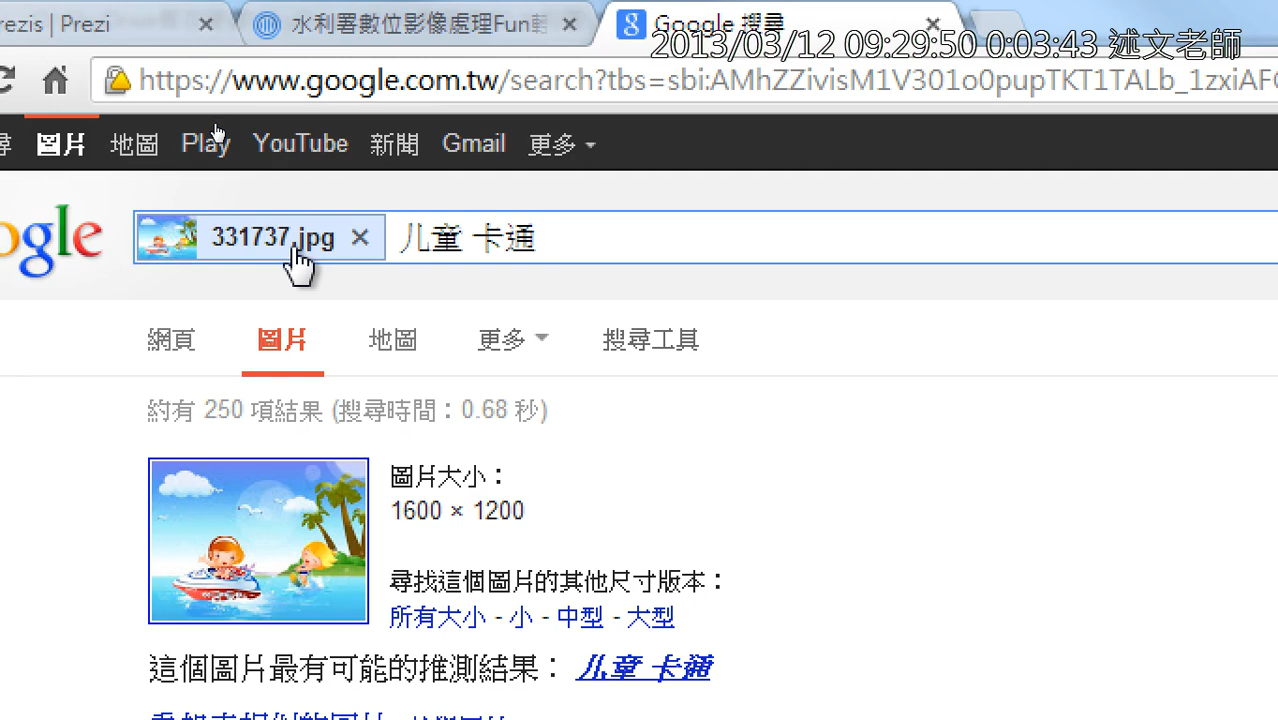 rezis | Prezi
水利署數位影像處理Fun輕
Google 搜尋
2013/03/12 09:29:50 0:03:43 述文老師
https://www.google.com.tw/search?tbs=sbi:AMhZZivisM1V301o0pupTKT1TALb_1zxiAF
尋 圖片 地圖 Play YouTube 新聞 Gmail 更多
ogle
331737.jpg
儿童 卡通
網頁 圖片 地圖 更多 搜尋工具
約有 250 項結果 (搜尋時間：0.68 秒)
圖片大小：
1600 × 1200
尋找這個圖片的其他尺寸版本：
所有大小 - 小 - 中型 - 大型
這個圖片最有可能的推測結果： 儿童 卡通